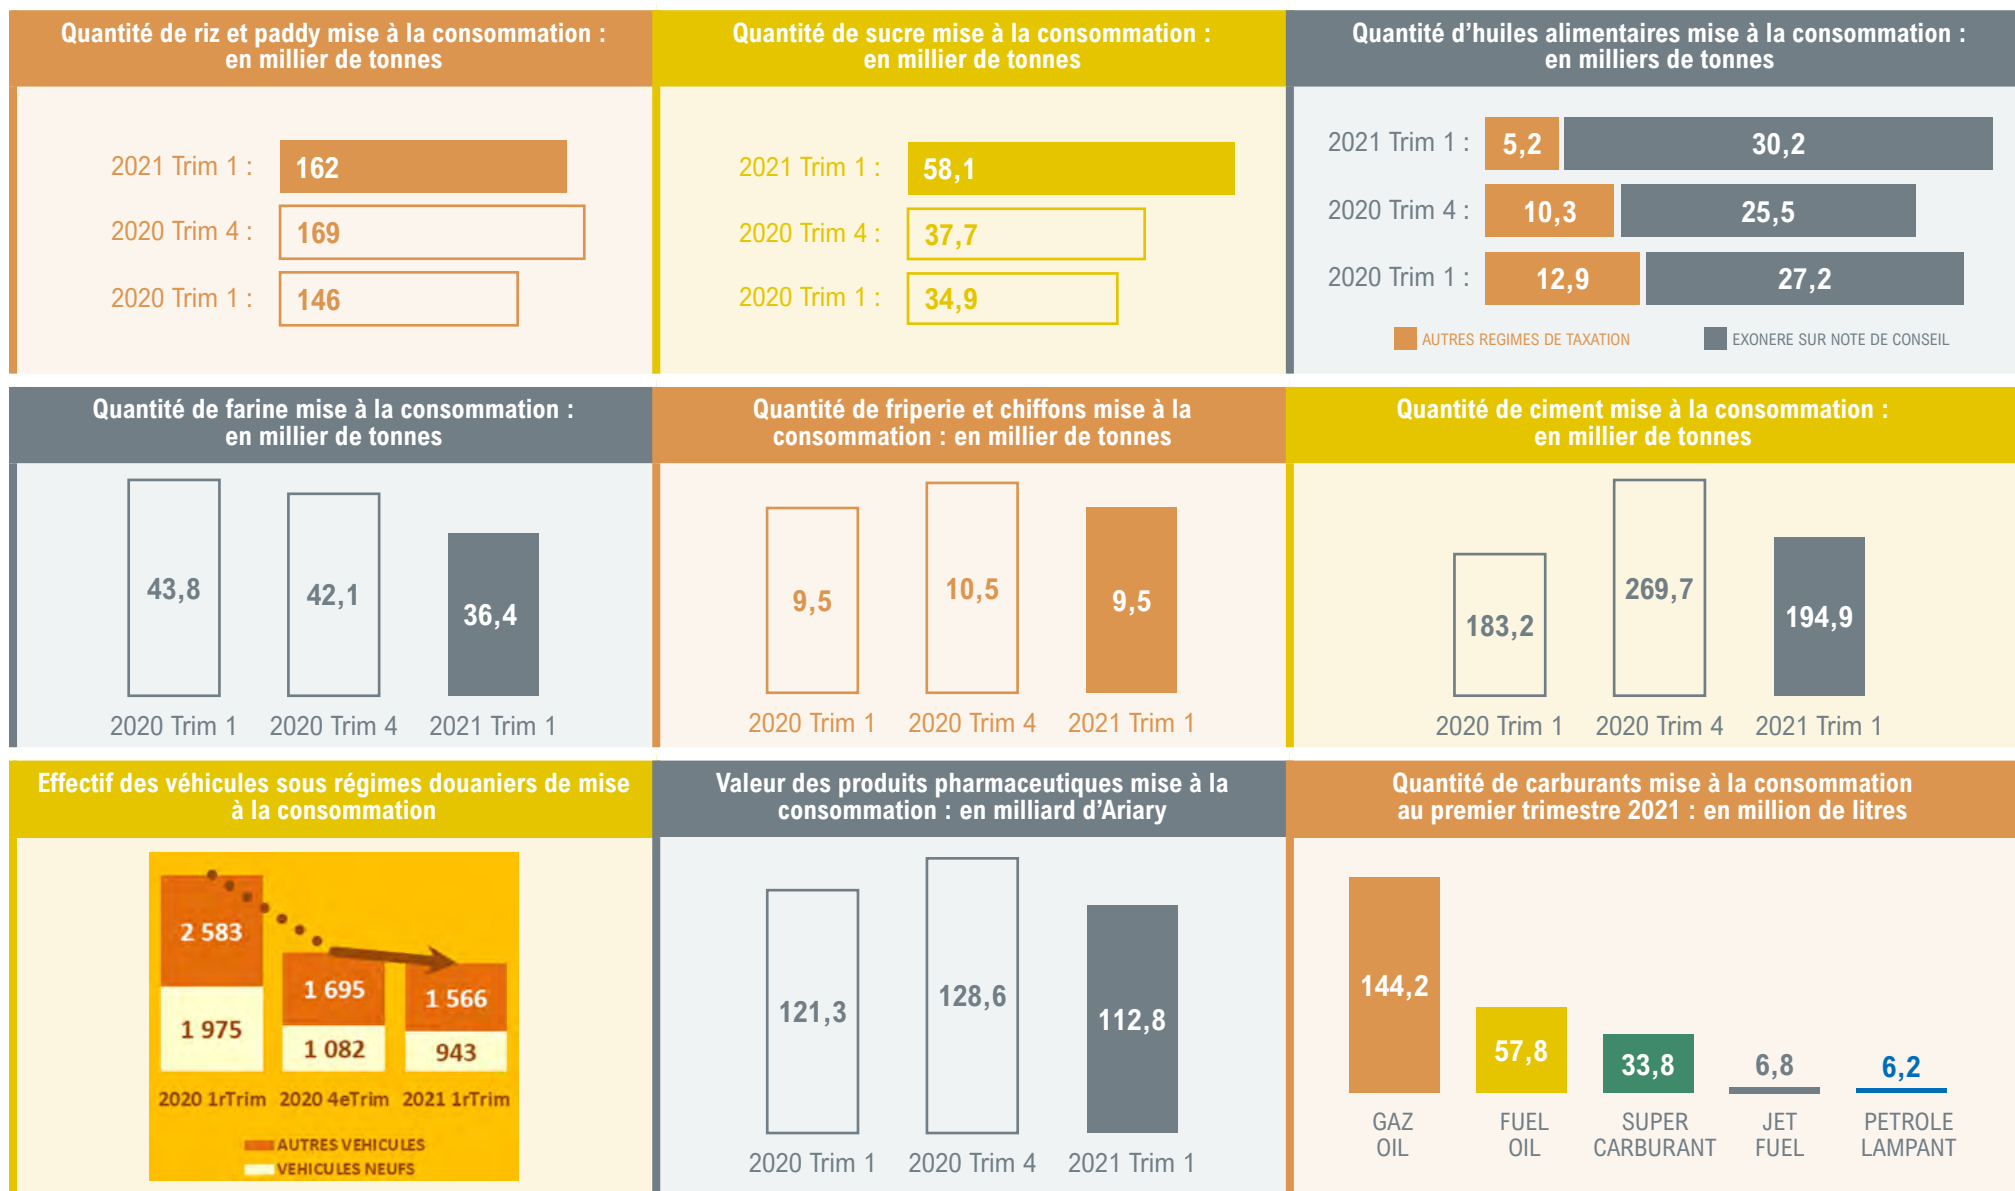 Quantité de riz et paddy mise à la consommation :
en millier de tonnes
2021 Trim 1 : 162
2020 Trim 4 : 169
2020 Trim 1 : 146
Quantité de sucre mise à la consommation :
en millier de tonnes
2021 Trim 1 : 58,1
2020 Trim 4 : 37,7
2020 Trim 1 : 34,9
Quantité d’huiles alimentaires mise à la consommation :
en milliers de tonnes
2021 Trim 1 : 5,2 30,2
2020 Trim 4 : 10,3 25,5
2020 Trim 1 : 12,9 27,2
AUTRES REGIMES DE TAXATION EXONERE SUR NOTE DE CONSEIL
Quantité de farine mise à la consommation :
en millier de tonnes
43,8 42,1 36,4
2020 Trim 1 2020 Trim 4 2021 Trim 1
Quantité de friperie et chiffons mise à la
consommation : en millier de tonnes
9,5 10,5 9,5
2020 Trim 1 2020 Trim 4 2021 Trim 1
Quantité de ciment mise à la consommation :
en millier de tonnes
183,2 269,7 194,9
2020 Trim 1 2020 Trim 4 2021 Trim 1
Effectif des véhicules sous régimes douaniers de mise
à la consommation
2 583 1 695 1 566
1 975 1 082 943
2020 1rTrim 2020 4eTrim 2021 1rTrim
AUTRES VEHICULES
VEHICULES NEUFS
Valeur des produits pharmaceutiques mise à la
consommation : en milliard d’Ariary
121,3 128,6 112,8
2020 Trim 1 2020 Trim 4 2021 Trim 1
Quantité de carburants mise à la consommation
au premier trimestre 2021 : en million de litres
144,2 57,8 33,8 6,8 6,2
GAZ FUEL SUPER JET PETROLE
OIL OIL CARBURANT FUEL LAMPANT